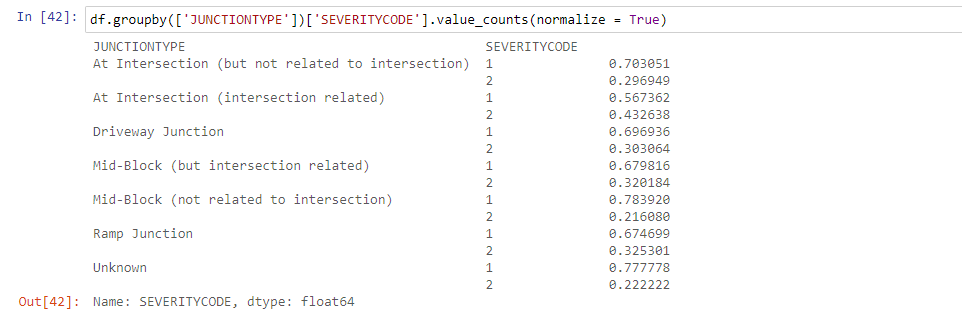 In [42]: df.groupby(['JUNCTIONTYPE'])['SEVERITYCODE'].value_counts(normalize = True)
JUNCTIONTYPE SEVERITYCODE
At Intersection (but not related to intersection) 1 0.703051
2 0.296949
At Intersection (intersection related) 1 0.567362
2 0.432638
Driveway Junction 1 0.696936
2 0.303064
Mid-Block (but intersection related) 1 0.679816
2 0.320184
Mid-Block (not related to intersection) 1 0.783920
2 0.216080
Ramp Junction 1 0.674699
2 0.325301
Unknown 1 0.777778
2 0.222222
Out[42]: Name: SEVERITYCODE, dtype: float64